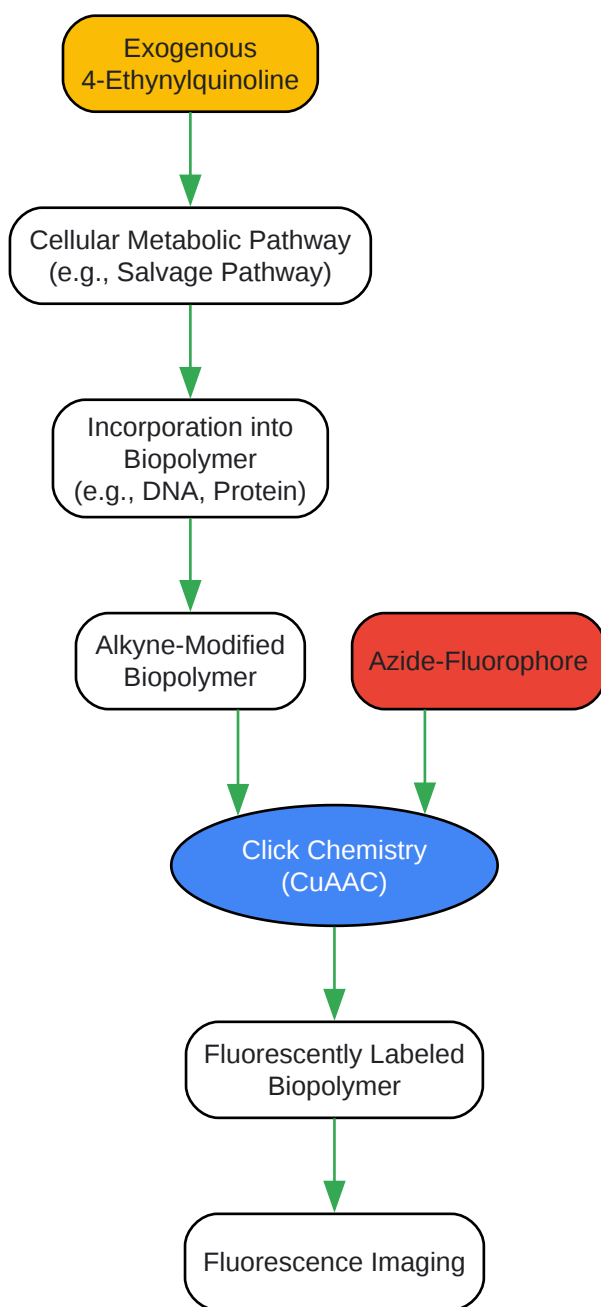 Exogenous
4-Ethynylquinoline
Cellular Metabolic Pathway
(e.g., Salvage Pathway)
Incorporation into
Biopolymer
(e.g., DNA, Protein)
Alkyne-Modified
Biopolymer
Azide-Fluorophore
Click Chemistry
(CuAAC)
Fluorescently Labeled
Biopolymer
Fluorescence Imaging